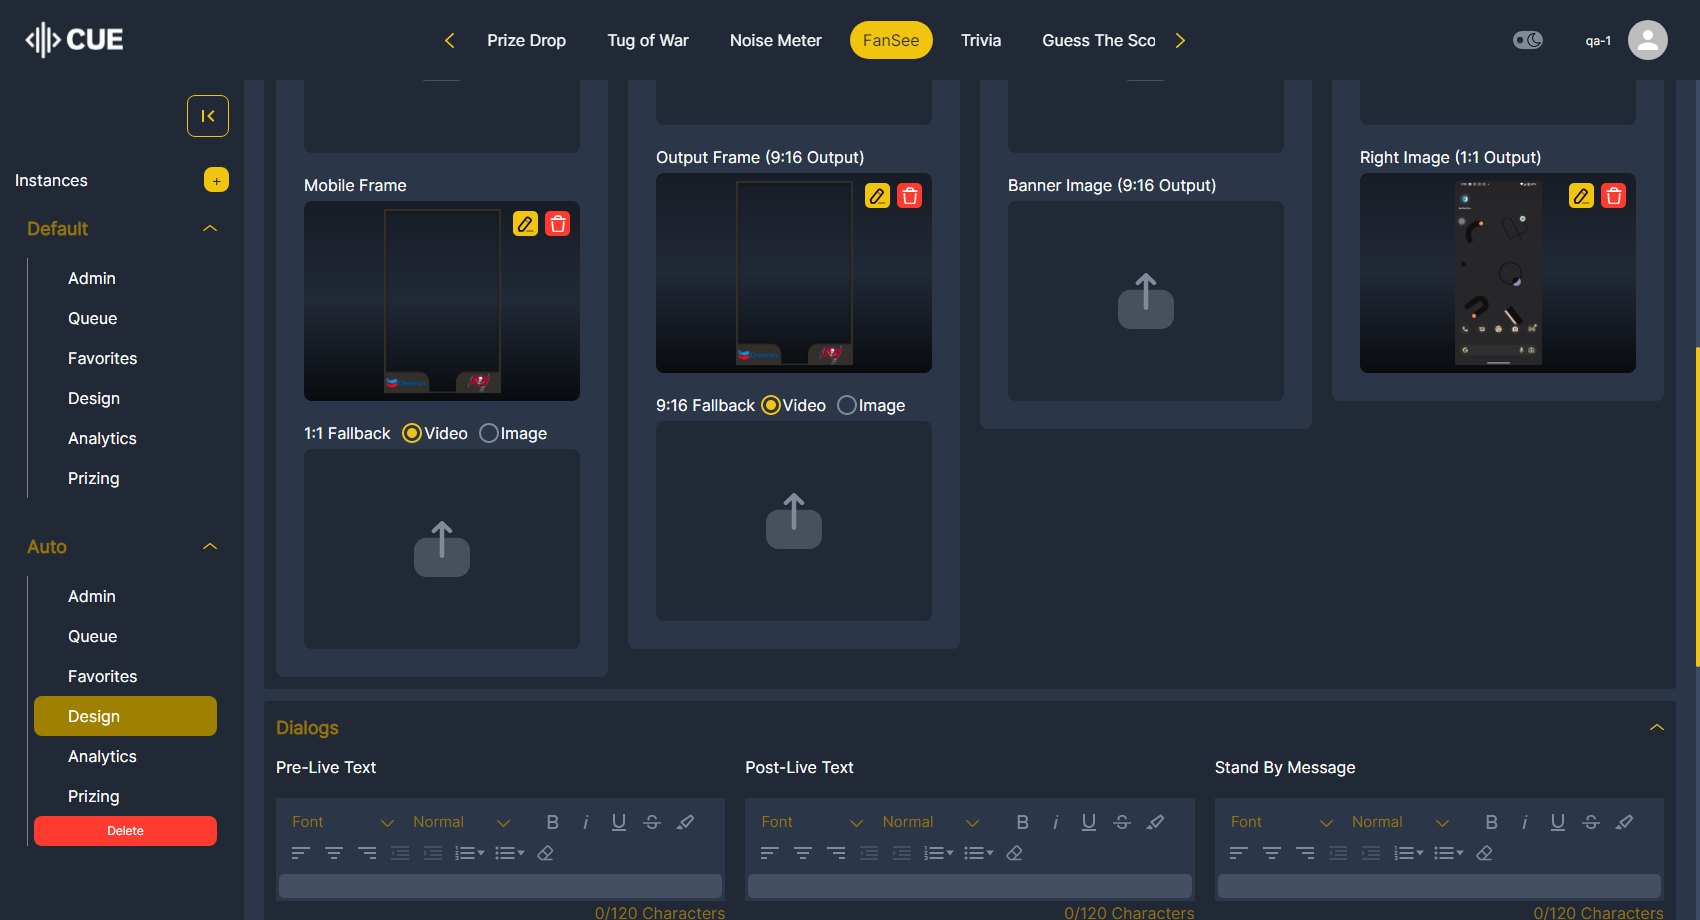 CUE
Prize Drop
Tug of War
Noise Meter
FanSee
Trivia
Guess The Sco
qa-1
Instances
+
Default
Admin
Queue
Favorites
Design
Analytics
Prizing
Auto
Admin
Queue
Favorites
Design
Analytics
Prizing
Delete
Mobile Frame
1:1 Fallback Video Image
Output Frame (9:16 Output)
9:16 Fallback Video Image
Banner Image (9:16 Output)
Right Image (1:1 Output)
Dialogs
Pre-Live Text
Font Normal B i U S
0/120 Characters
Post-Live Text
Font Normal B i U S
0/120 Characters
Stand By Message
Font Normal B i U S
0/120 Characters